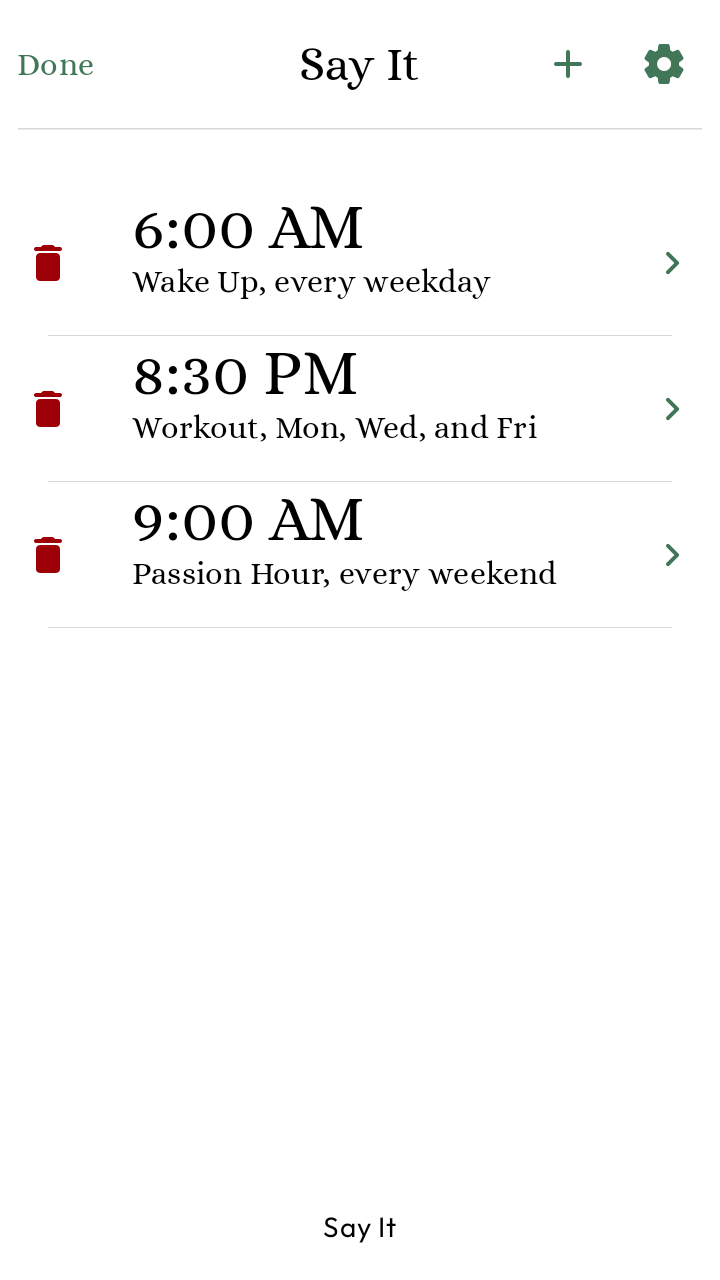 Done Say It
6:00 AM
Wake Up, every weekday
8:30 PM
Workout, Mon, Wed, and Fri
9:00 AM
Passion Hour, every weekend
Say It